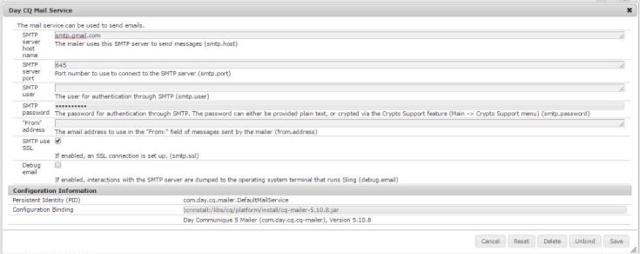 Day CQ Mail Service
The mail service can be used to send emails.
SMTP server host name
smtp.gmail.com
The mailer uses this SMTP server to send messages (smtp.host)
SMTP server port
645
Port number to use to connect to the SMTP server (smtp.port)
SMTP user
The user for authentication through SMTP (smtp.user)
SMTP password
••••••••••
The password for authentication through SMTP. The password can either be provided plain text, or crypted via the Crypts Support feature (Main -> Crypts Support menu) (smtp.password)
"From" address
The email address to use in the "From:" field of messages sent by the mailer (from.address)
SMTP use SSL
If enabled, an SSL connection is set up. (smtp.ssl)
Debug email
If enabled, interactions with the SMTP server are dumped to the operating system terminal that runs Sling (debug.email)
Configuration Information
Persistent Identity (PID)
com.day.cq.mailer.DefaultMailService
Configuration Binding
jcrinstall:/libs/cq/platform/install/cq-mailer-5.10.8.jar
Day Communique 5 Mailer (com.day.cq.cq-mailer), Version 5.10.8
Cancel Reset Delete Unbind Save